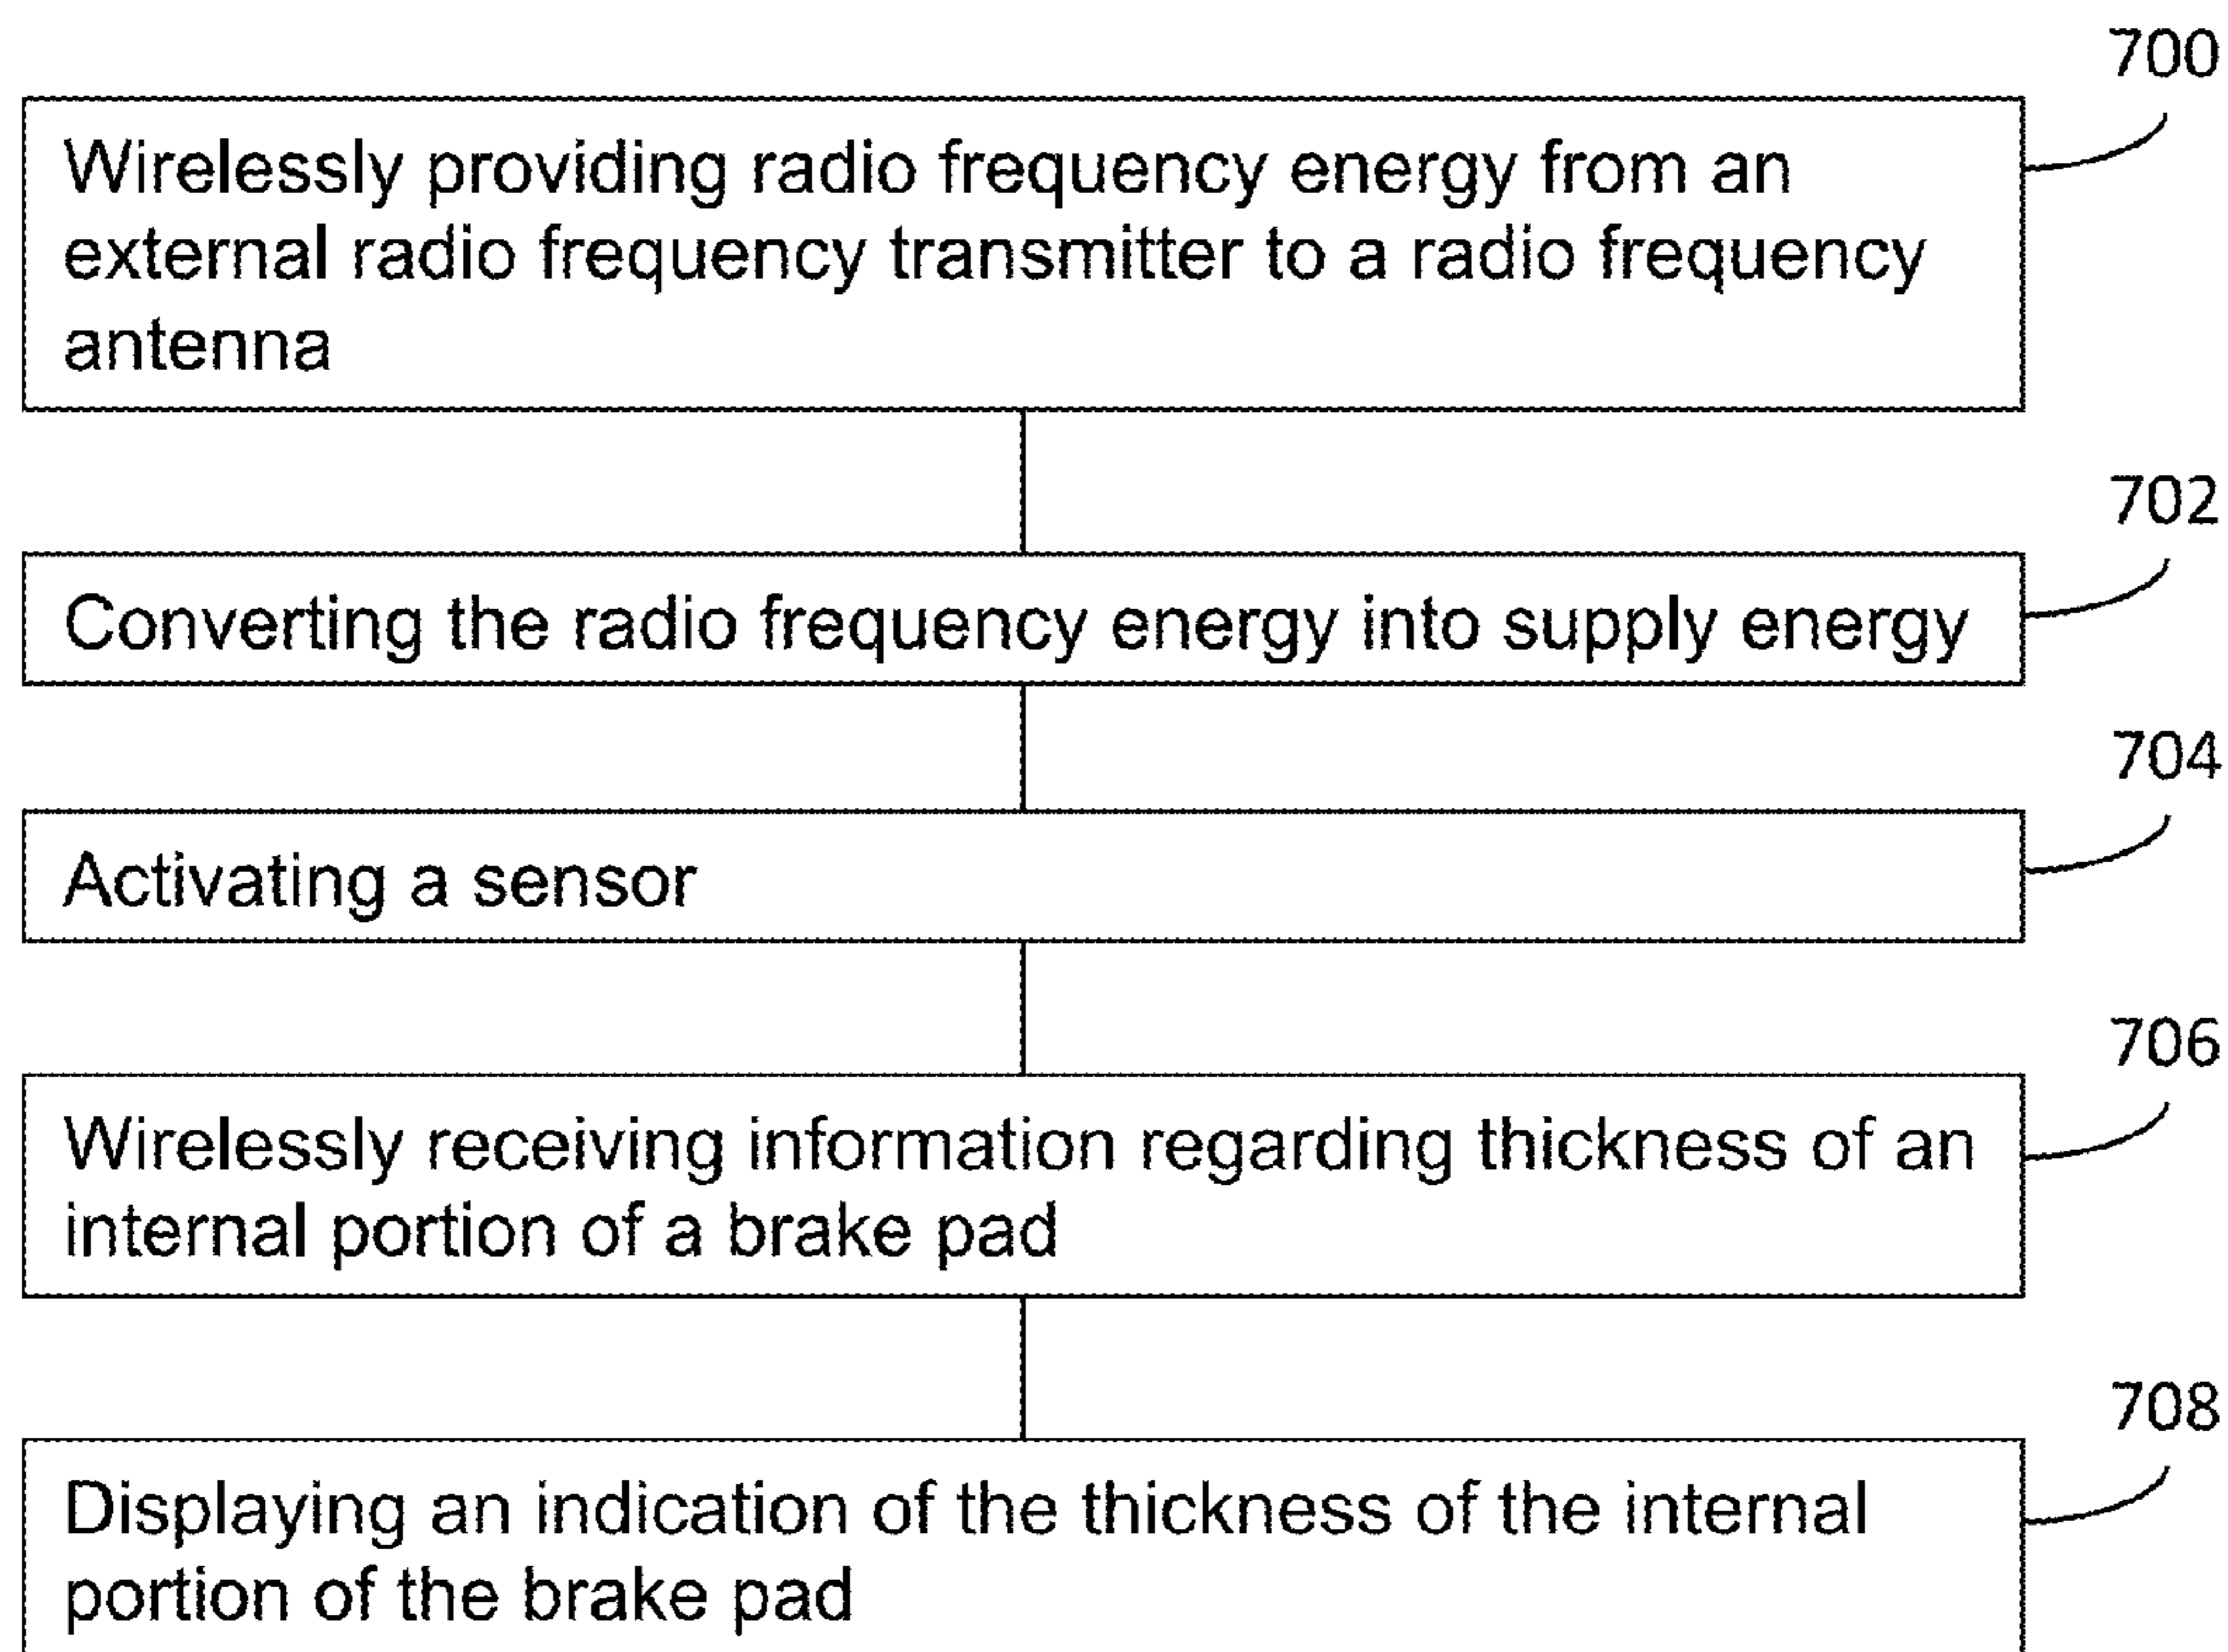 700
Wirelessly providing radio frequency energy from an
external radio frequency transmitter to a radio frequency
antenna
702
Converting the radio frequency energy into supply energy
704
Activating a sensor
706
Wirelessly receiving information regarding thickness of an
internal portion of a brake pad
708
Displaying an indication of the thickness of the internal
portion of the brake pad